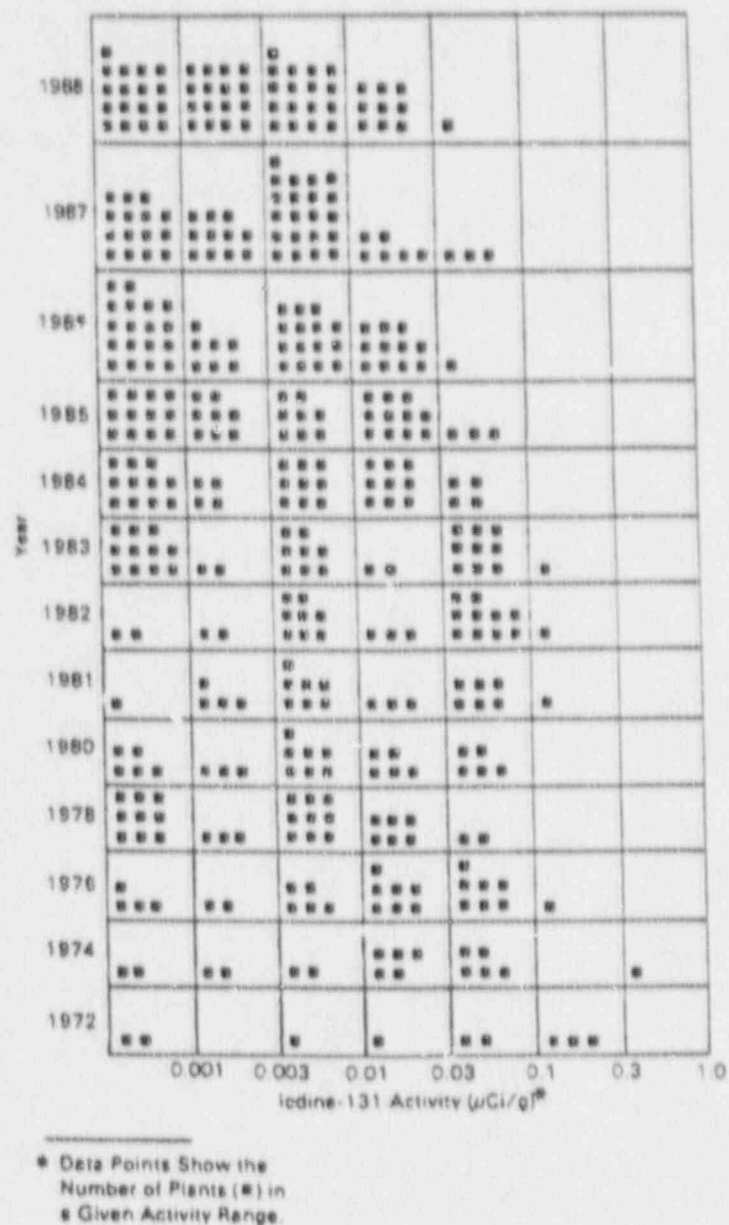 1988
1987
1986
1985
1984
1983
1982
1981
1980
1978
1976
1974
1972
Year
0.001 0.003 0.01 0.03 0.1 0.3 1.0
Iodine-131 Activity (μCi/g)*
* Data Points Show the
Number of Plants (■) in
a Given Activity Range.